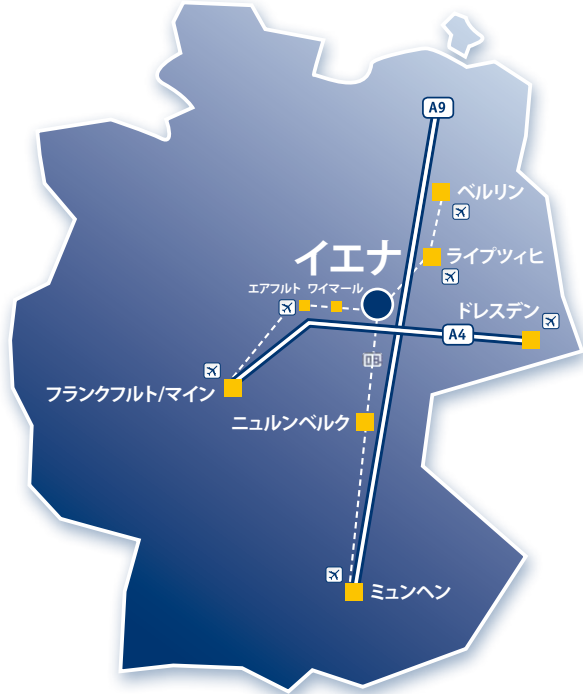 A9
ベルリン
イエナ
ライプツィヒ
エアフルト ワイマール
ドレスデン
A4
DB
フランクフルト/マイン
ニュルンベルク
ミュンヘン